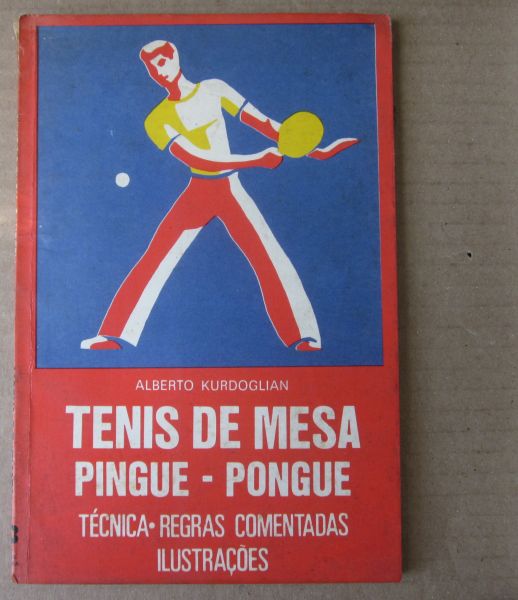 ALBERTO KURDOGLIAN
TENIS DE MESA
PINGUE - PONGUE
TÉCNICA • REGRAS COMENTADAS
ILUSTRAÇÕES